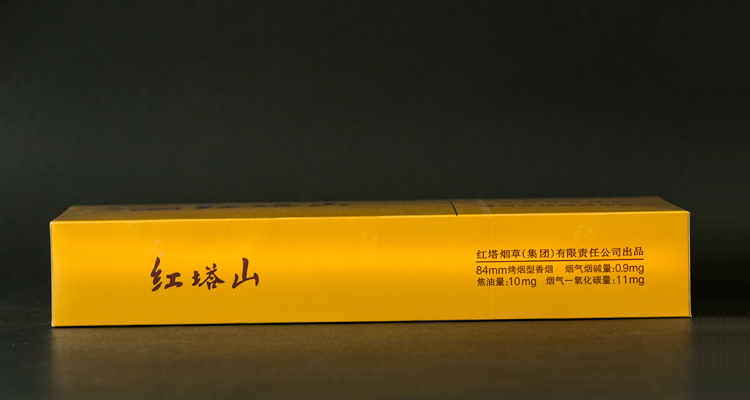 红塔山
红塔烟草(集团)有限责任公司出品
84mm烤烟型香烟 烟气烟碱量:0.9mg
焦油量:10mg 烟气一氧化碳量:11mg